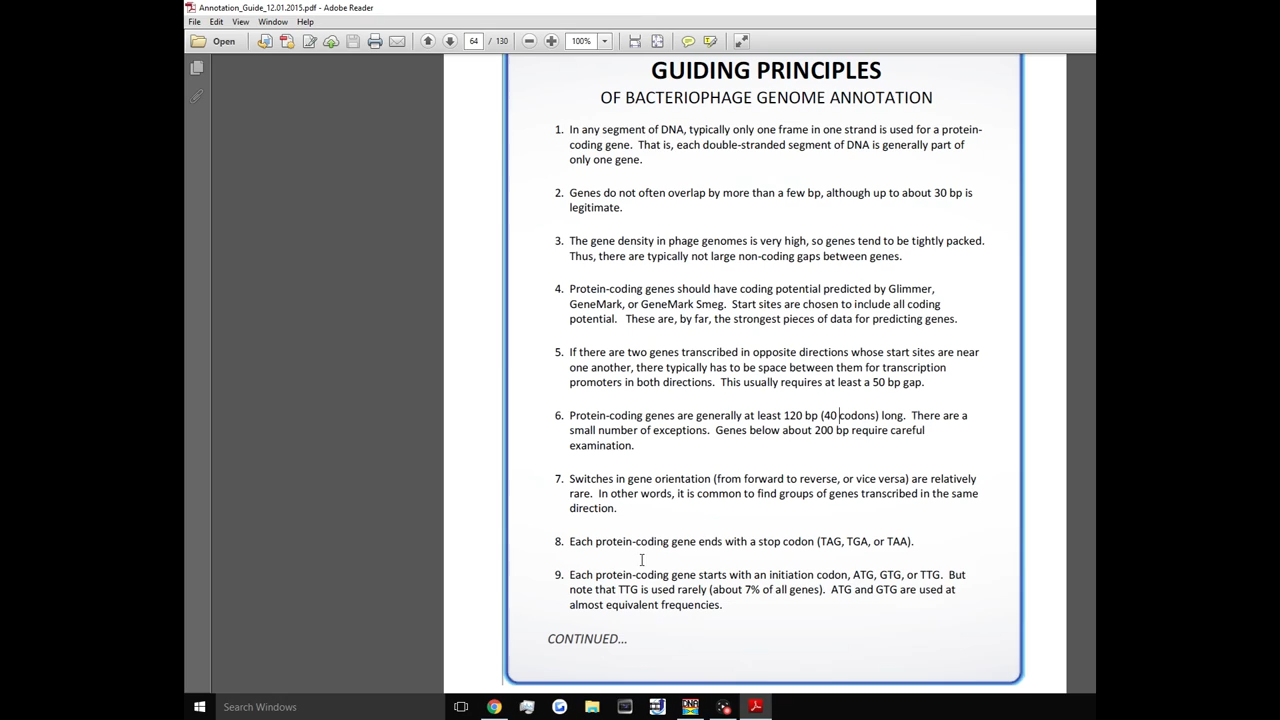 Annotation_Guide_12.01.2015.pdf - Adobe Reader
File Edit View Window Help
Open 64 / 130 100%
GUIDING PRINCIPLES
OF BACTERIOPHAGE GENOME ANNOTATION
1. In any segment of DNA, typically only one frame in one strand is used for a protein-
coding gene. That is, each double-stranded segment of DNA is generally part of
only one gene.
2. Genes do not often overlap by more than a few bp, although up to about 30 bp is
legitimate.
3. The gene density in phage genomes is very high, so genes tend to be tightly packed.
Thus, there are typically not large non-coding gaps between genes.
4. Protein-coding genes should have coding potential predicted by Glimmer,
GeneMark, or GeneMark Smeg. Start sites are chosen to include all coding
potential. These are, by far, the strongest pieces of data for predicting genes.
5. If there are two genes transcribed in opposite directions whose start sites are near
one another, there typically has to be space between them for transcription
promoters in both directions. This usually requires at least a 50 bp gap.
6. Protein-coding genes are generally at least 120 bp (40 codons) long. There are a
small number of exceptions. Genes below about 200 bp require careful
examination.
7. Switches in gene orientation (from forward to reverse, or vice versa) are relatively
rare. In other words, it is common to find groups of genes transcribed in the same
direction.
8. Each protein-coding gene ends with a stop codon (TAG, TGA, or TAA).
9. Each protein-coding gene starts with an initiation codon, ATG, GTG, or TTG. But
note that TTG is used rarely (about 7% of all genes). ATG and GTG are used at
almost equivalent frequencies.
CONTINUED...
Search Windows
DNA